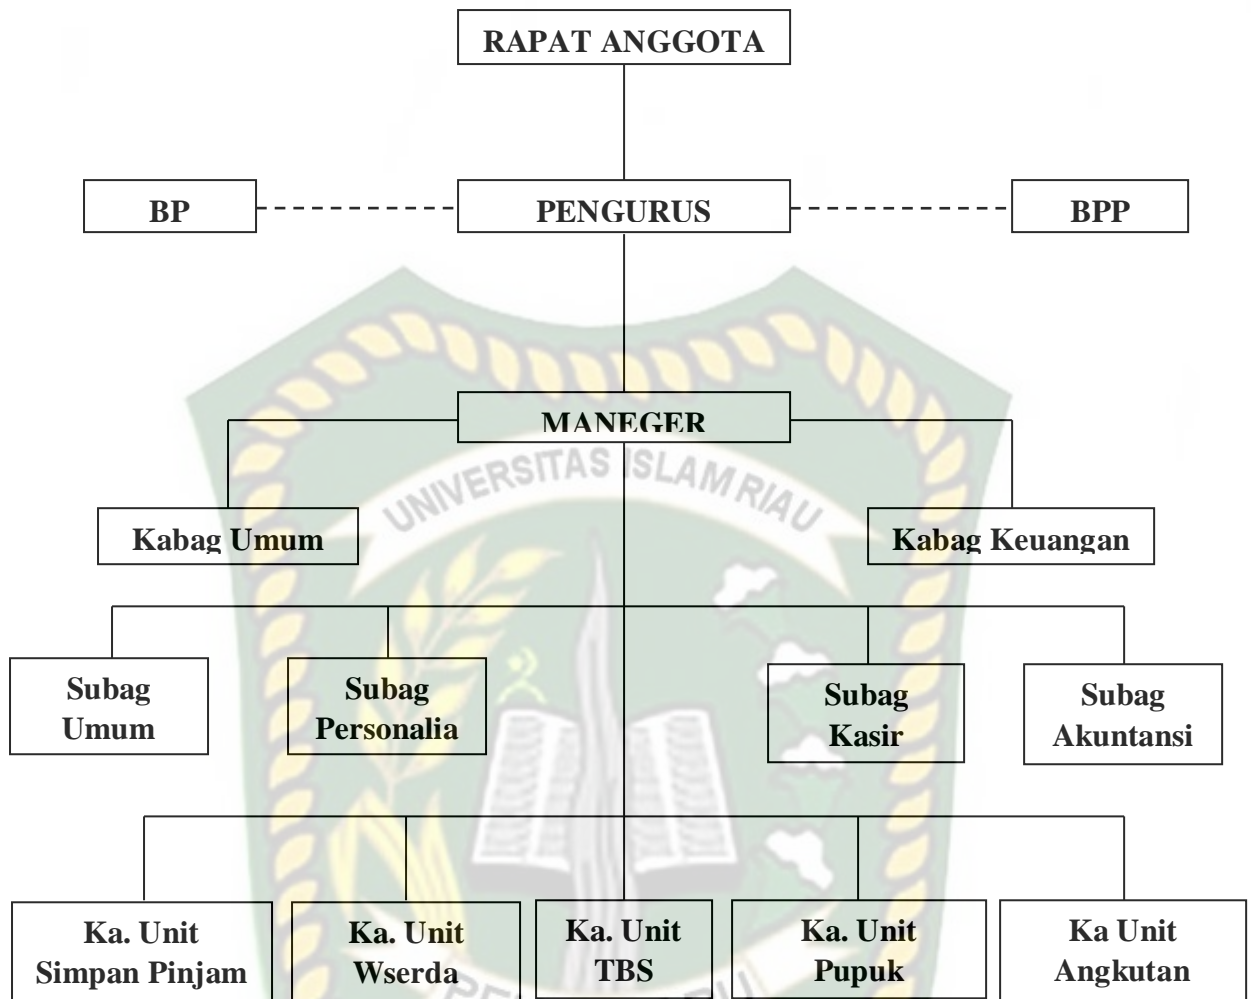 RAPAT ANGGOTA
BP
PENGURUS
BPP
MANEGER
UNIVERSITAS ISLAM RIAU
Kabag Umum
Kabag Keuangan
Subag
Umum
Subag
Personalia
Subag
Kasir
Subag
Akuntansi
Ka. Unit
Simpan Pinjam
Ka. Unit
Wserda
Ka. Unit
TBS
Ka. Unit
Pupuk
Ka Unit
Angkutan